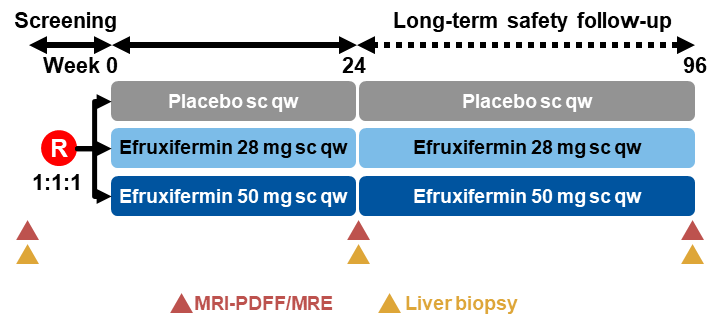 Screening
Long-term safety follow-up
Week 0
24
96
Placebo sc qw
Placebo sc qw
R
Efruxifermin 28 mg sc qw
Efruxifermin 28 mg sc qw
1:1:1
Efruxifermin 50 mg sc qw
Efruxifermin 50 mg sc qw
MRI-PDFF/MRE
Liver biopsy